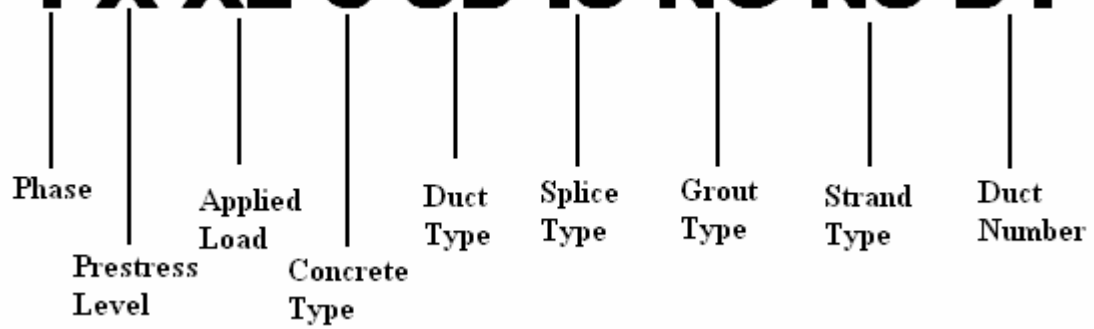 Phase
Prestress
Level
Applied
Load
Concrete
Type
Duct
Type
Splice
Type
Grout
Type
Strand
Type
Duct
Number